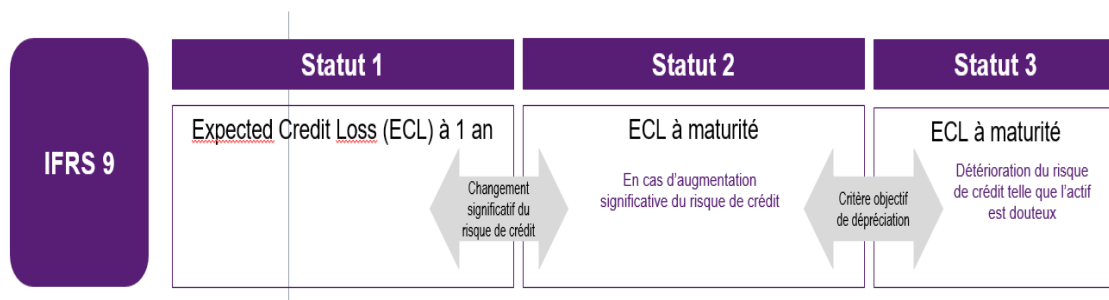 IFRS 9
Statut 1
Statut 2
Statut 3
Expected Credit Loss (ECL) à 1 an
Changement
significatif du
risque de crédit
ECL à maturité
En cas d'augmentation
significative du risque de crédit
Critère objectif
de dépréciation
ECL à maturité
Détérioration du risque
de crédit telle que l'actif
est douteux